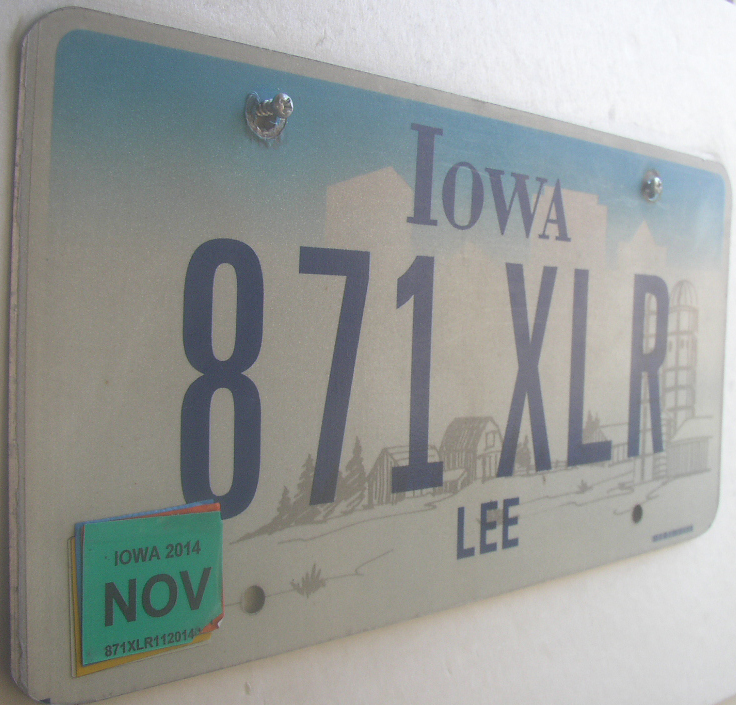 IOWA
871 XLR
LEE
IOWA 2014
NOV
871XLR112014